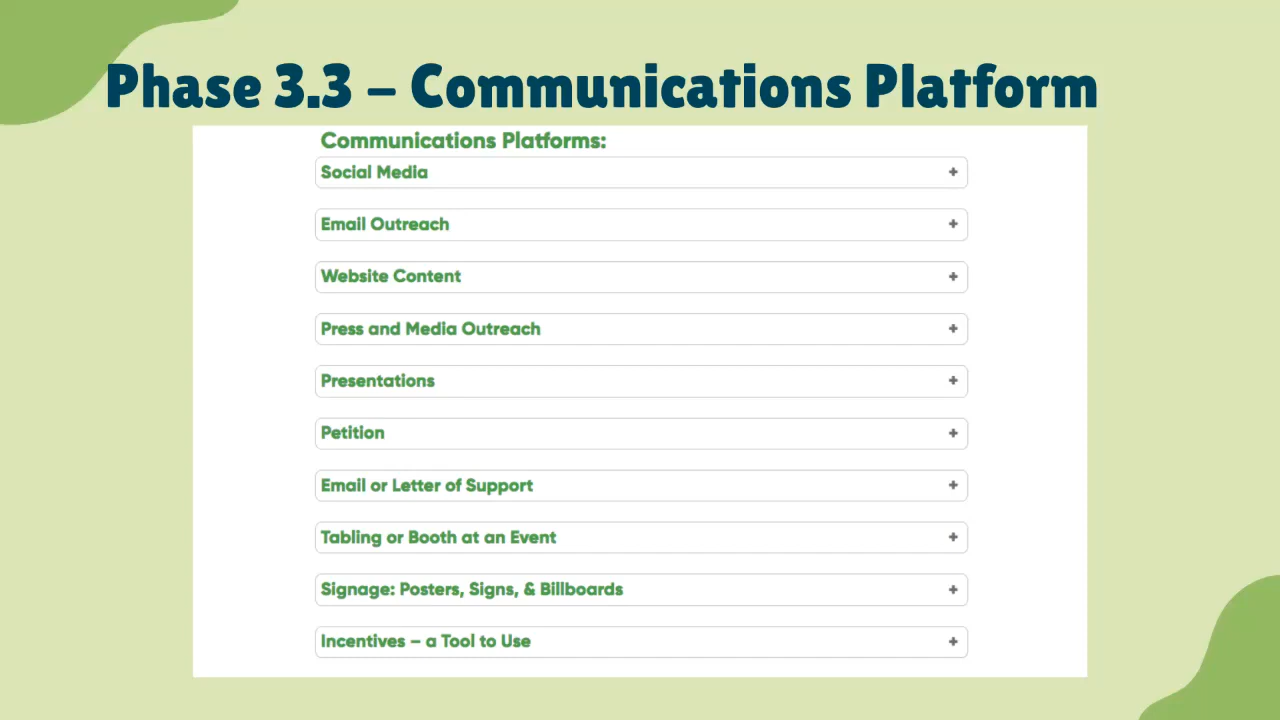 Phase 3.3 – Communications Platform
Communications Platforms:
Social Media +
Email Outreach +
Website Content +
Press and Media Outreach +
Presentations +
Petition +
Email or Letter of Support +
Tabling or Booth at an Event +
Signage: Posters, Signs, & Billboards +
Incentives – a Tool to Use +